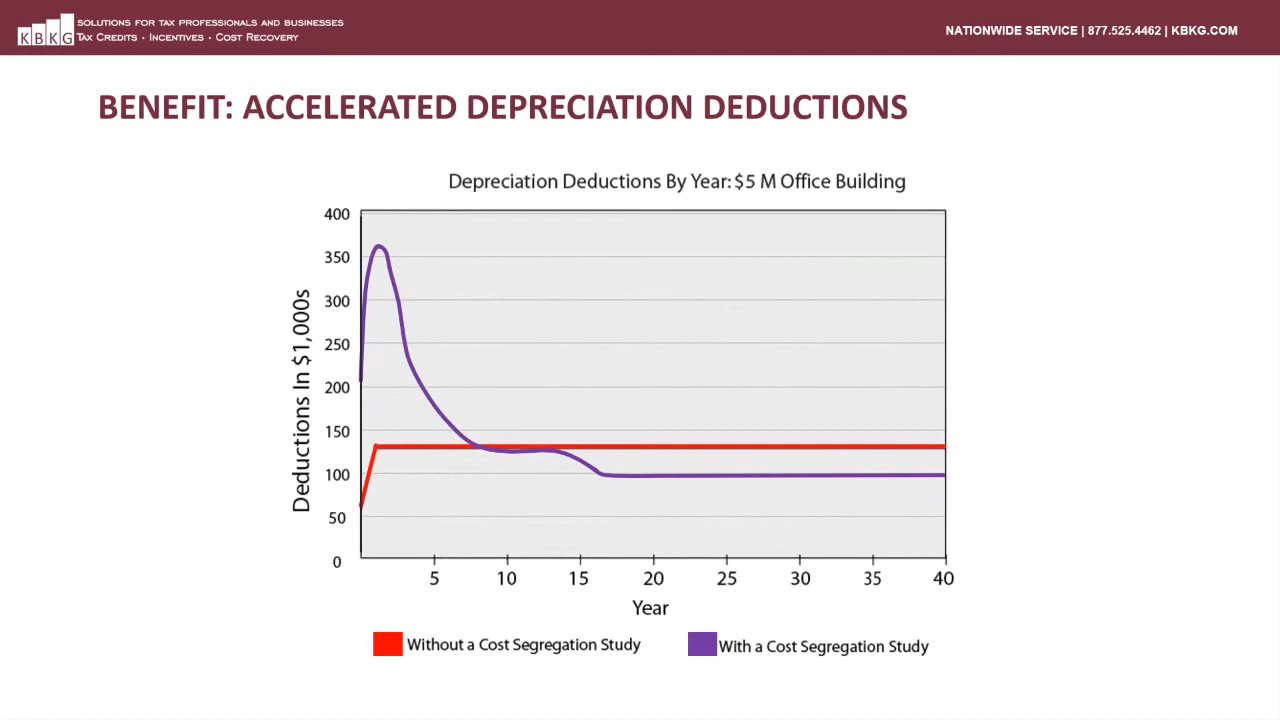 KBKG
SOLUTIONS FOR TAX PROFESSIONALS AND BUSINESSES
TAX CREDITS · INCENTIVES · COST RECOVERY
NATIONWIDE SERVICE | 877.525.4462 | KBKG.COM
BENEFIT: ACCELERATED DEPRECIATION DEDUCTIONS
Depreciation Deductions By Year: $5 M Office Building
Deductions In $1,000s
400
350
300
250
200
150
100
50
0
5 10 15 20 25 30 35 40
Year
Without a Cost Segregation Study
With a Cost Segregation Study